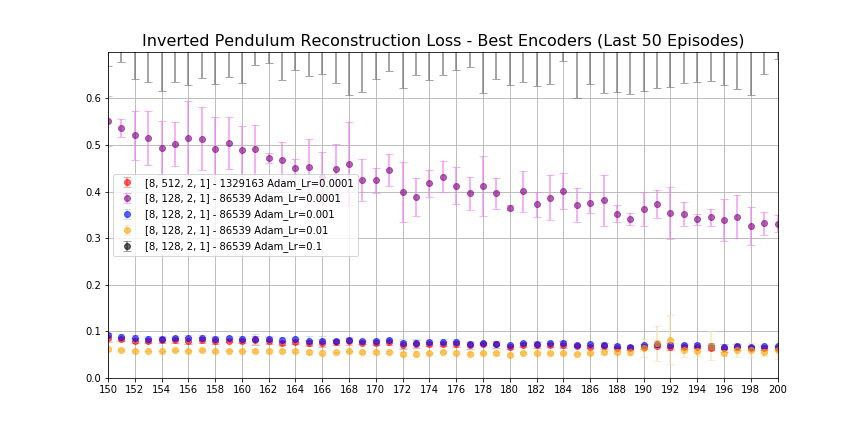 Inverted Pendulum Reconstruction Loss - Best Encoders (Last 50 Episodes)
0.6
0.5
0.4
0.3
0.2
0.1
0.0
[8, 512, 2, 1] - 1329163 Adam_Lr=0.0001
[8, 128, 2, 1] - 86539 Adam_Lr=0.0001
[8, 128, 2, 1] - 86539 Adam_Lr=0.001
[8, 128, 2, 1] - 86539 Adam_Lr=0.01
[8, 128, 2, 1] - 86539 Adam_Lr=0.1
150 152 154 156 158 160 162 164 166 168 170 172 174 176 178 180 182 184 186 188 190 192 194 196 198 200